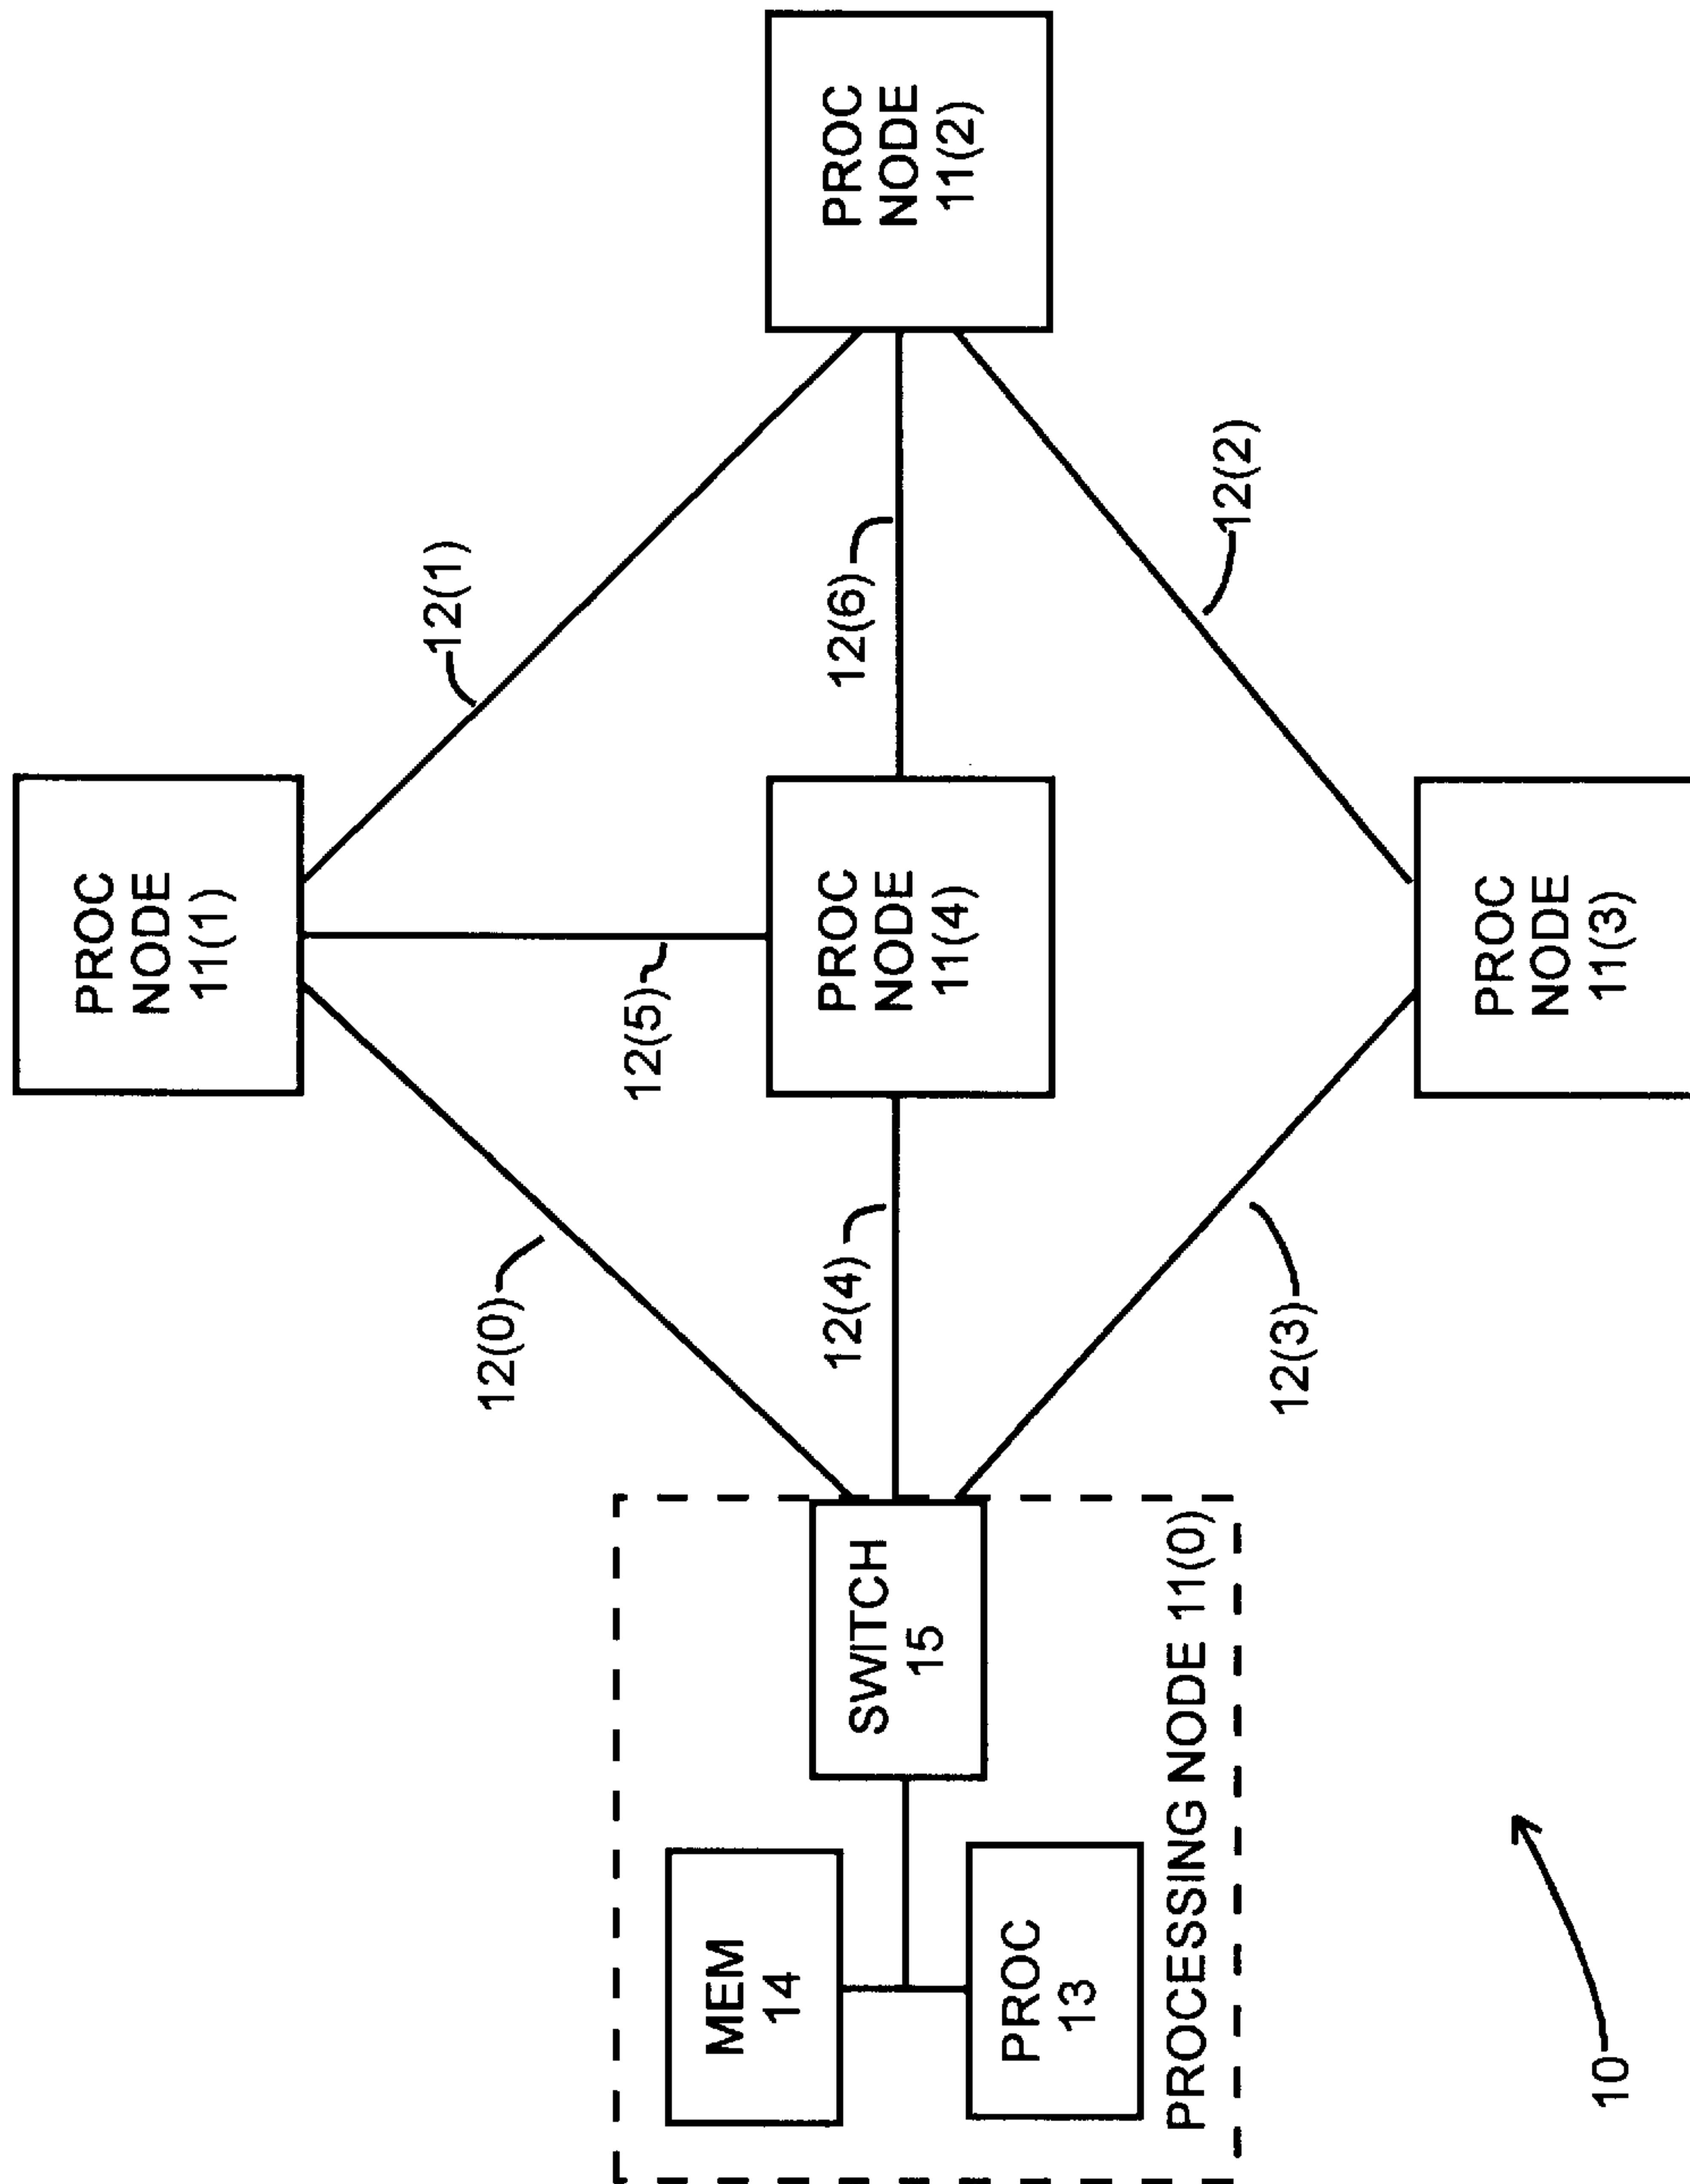 PROC
NODE
11(1)
12(0)
12(1)
12(5)
MEM
14
SWITCH
15
12(4)
PROC
NODE
11(4)
12(6)
PROC
NODE
11(2)
PROC
13
PROCESSING NODE 11(0)
12(3)
12(2)
PROC
NODE
11(3)
10